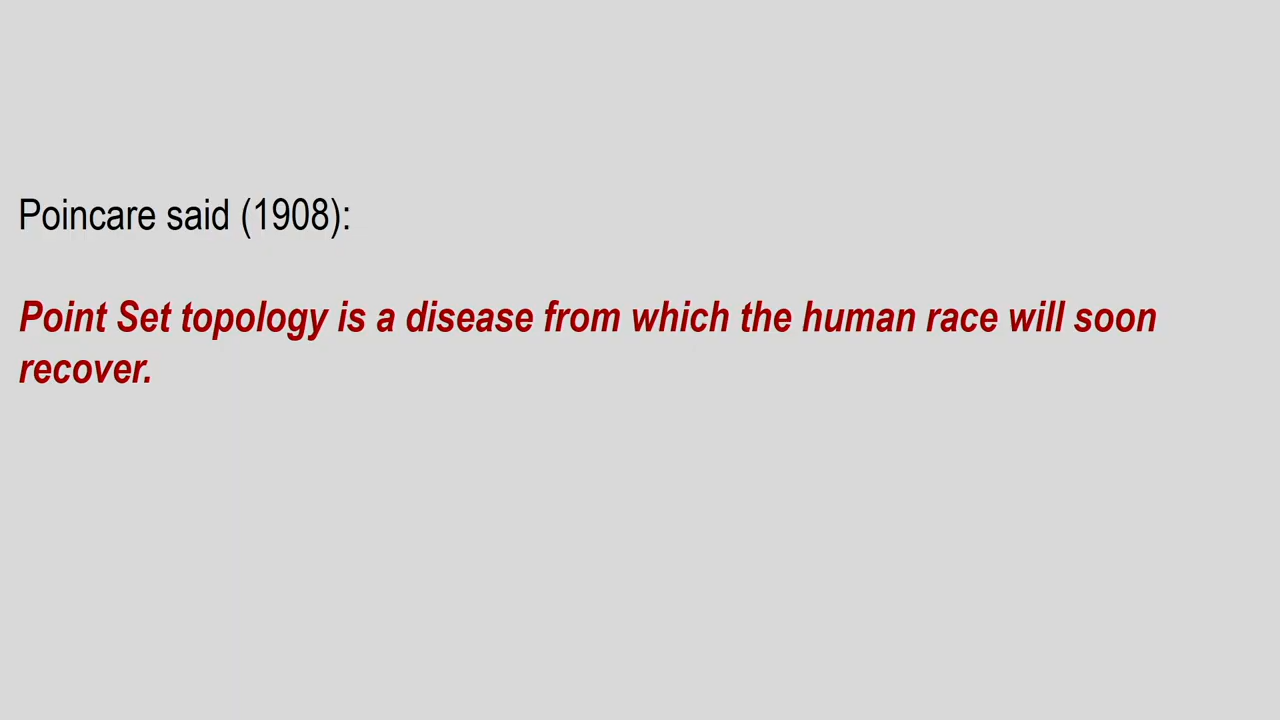 Poincare said (1908):
Point Set topology is a disease from which the human race will soon
recover.